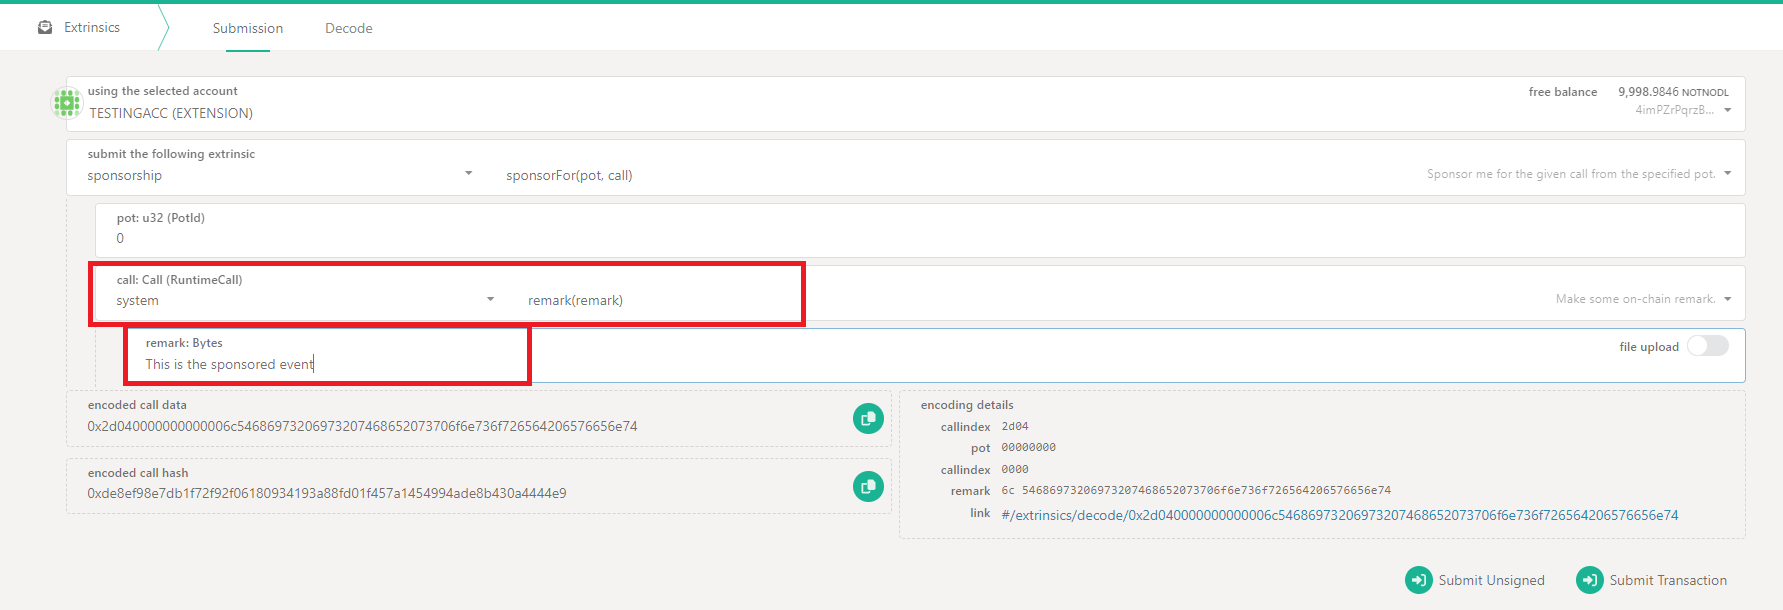 Extrinsics
Submission
Decode
using the selected account
TESTINGACC (EXTENSION)
free balance 9,998.9846 NOTNODL
4imPZrPqrzB...
submit the following extrinsic
sponsorship
sponsorFor(pot, call)
Sponsor me for the given call from the specified pot.
pot: u32 (PotId)
0
call: Call (RuntimeCall)
system
remark(remark)
Make some on-chain remark.
remark: Bytes
This is the sponsored event
file upload
encoded call data
0x2d040000000000006c546869732069732074686520​73706f6e736f726564206576656e74
encoded call hash
0xde8ef98e7db1f72f92f06180934193a88fd01f457a1454994ade8b430a4444e9
encoding details
callindex 2d04
pot 00000000
callindex 0000
remark 6c 54686973206973207468652073706f6e736f726564206576656e74
link #/extrinsics/decode/0x2d040000000000006c54686973206973207468652073706f6e736f726564206576656e74
Submit Unsigned
Submit Transaction